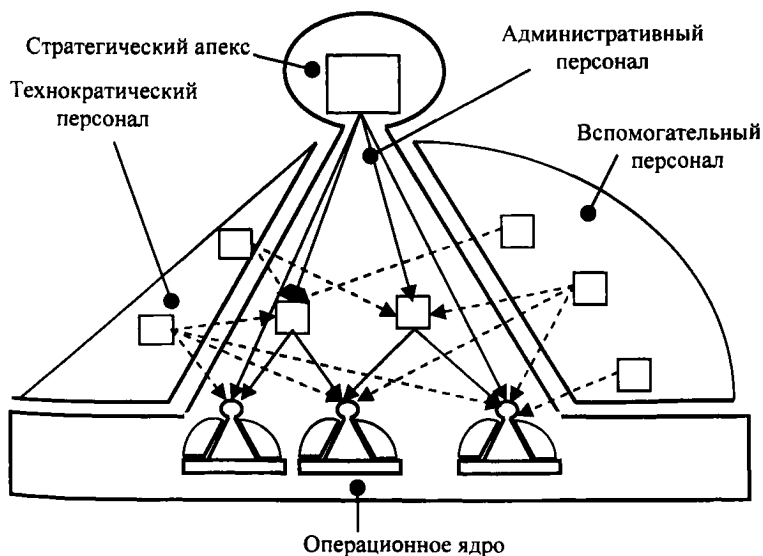 Стратегический апекс
Административный
персонал
Технократический
персонал
Вспомогательный
персонал
Операционное ядро